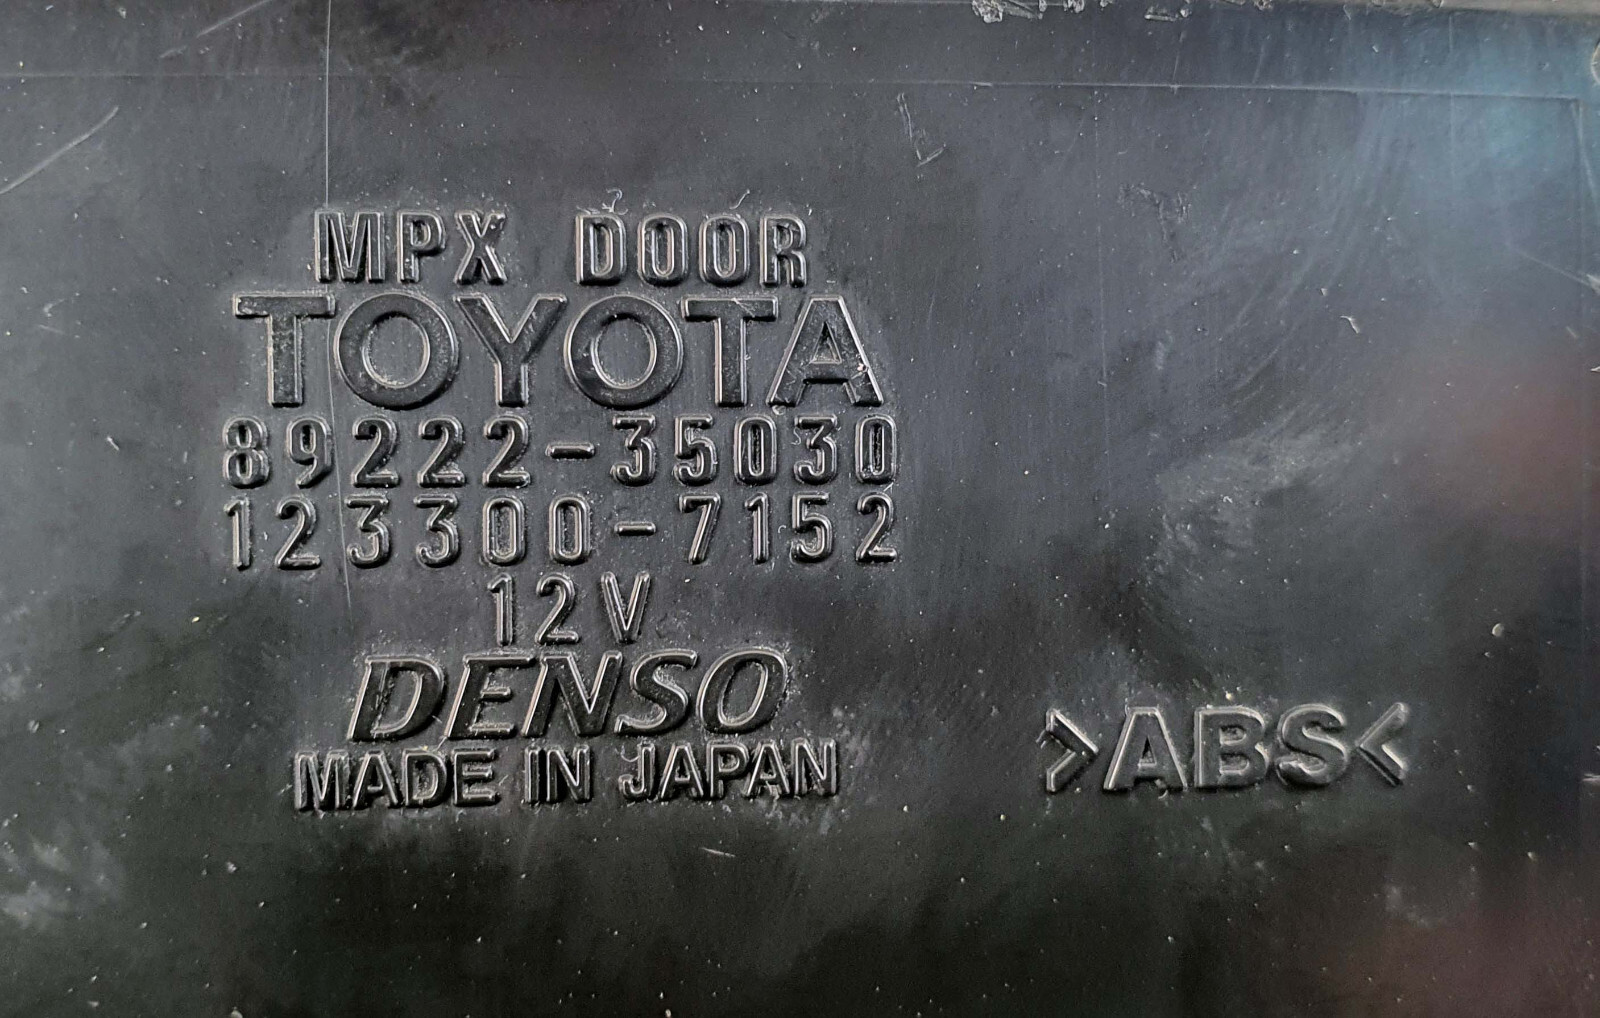 MPX DOOR
TOYOTA
89222-35030
123300-7152
12V
DENSO
MADE IN JAPAN
>ABS<